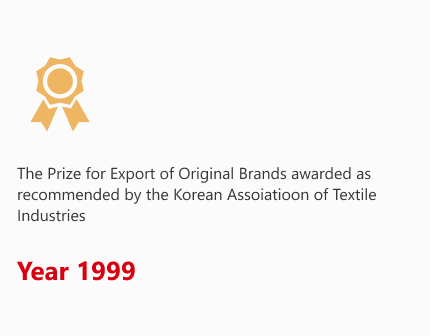 The Prize for Export of Original Brands awarded as
recommended by the Korean Assoiatioon of Textile
Industries
Year 1999